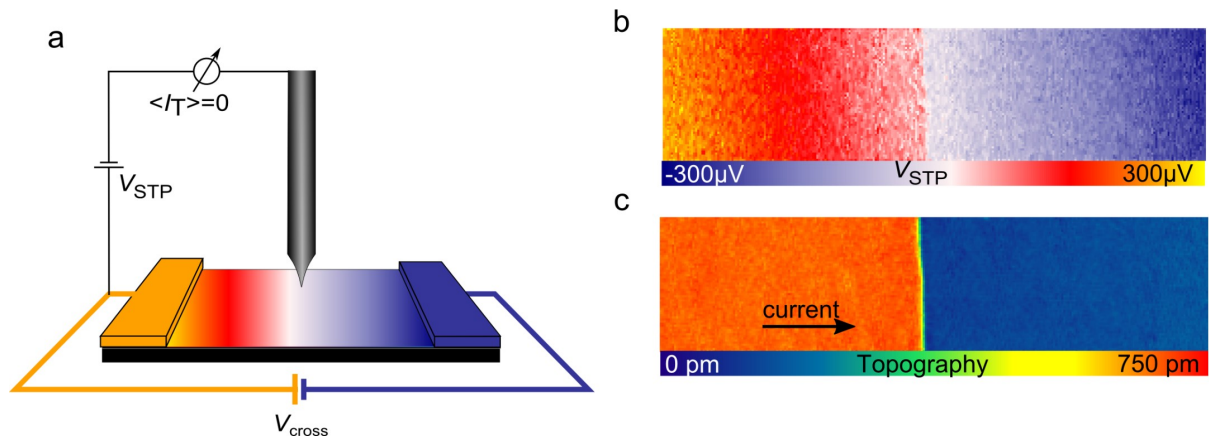 a
<I_T>=0
V_STP
V_cross
b
-300µV V_STP 300µV
c
current
0 pm Topography 750 pm